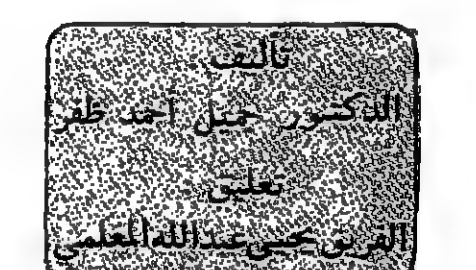 تأليف
الدكتور جميل أحمد ظفر
تعليق
الفريق يحيى عبدالله المعلمي